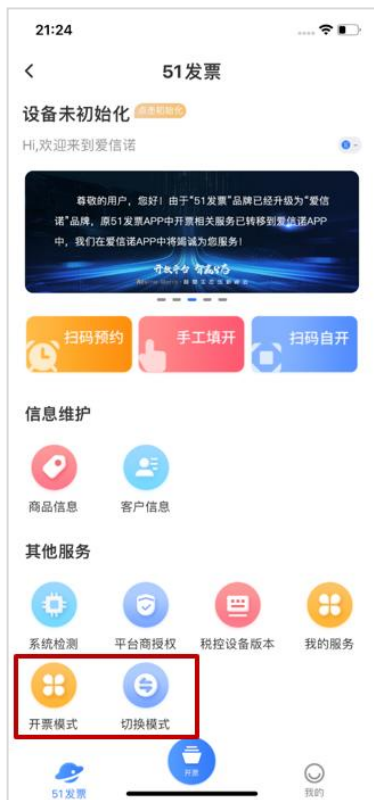 21:24
51发票
设备未初始化 点击初始化
Hi,欢迎来到爱信诺
尊敬的用户，您好！由于“51发票”品牌已经升级为“爱信
诺”品牌，原51发票APP中开票相关服务已转移到爱信诺APP
中，我们在爱信诺APP中将竭诚为您服务！
扫码预约 手工填开 扫码自开
信息维护
商品信息 客户信息
其他服务
系统检测 平台商授权 税控设备版本 我的服务
开票模式 切换模式
51发票 开票 我的